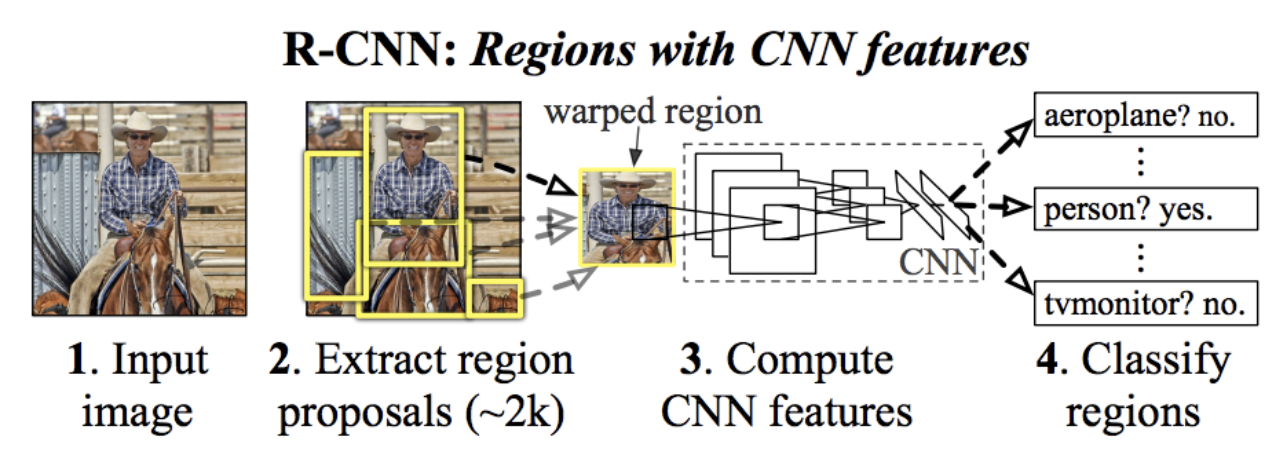 R-CNN: Regions with CNN features
warped region
aeroplane? no.
person? yes.
CNN
tvmonitor? no.
1. Input
image
2. Extract region
proposals (~2k)
3. Compute
CNN features
4. Classify
regions